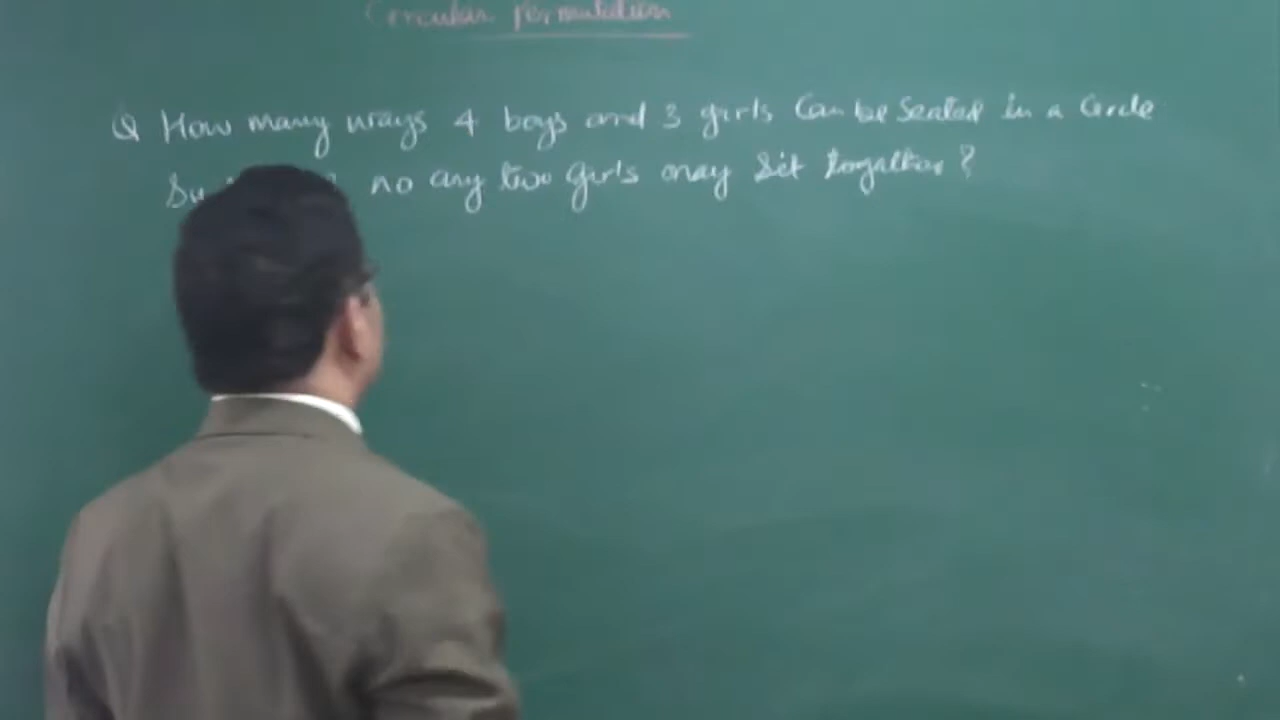 Circular Permutation
Q How many ways 4 boys and 3 girls can be seated in a circle
no any two girls may sit together?